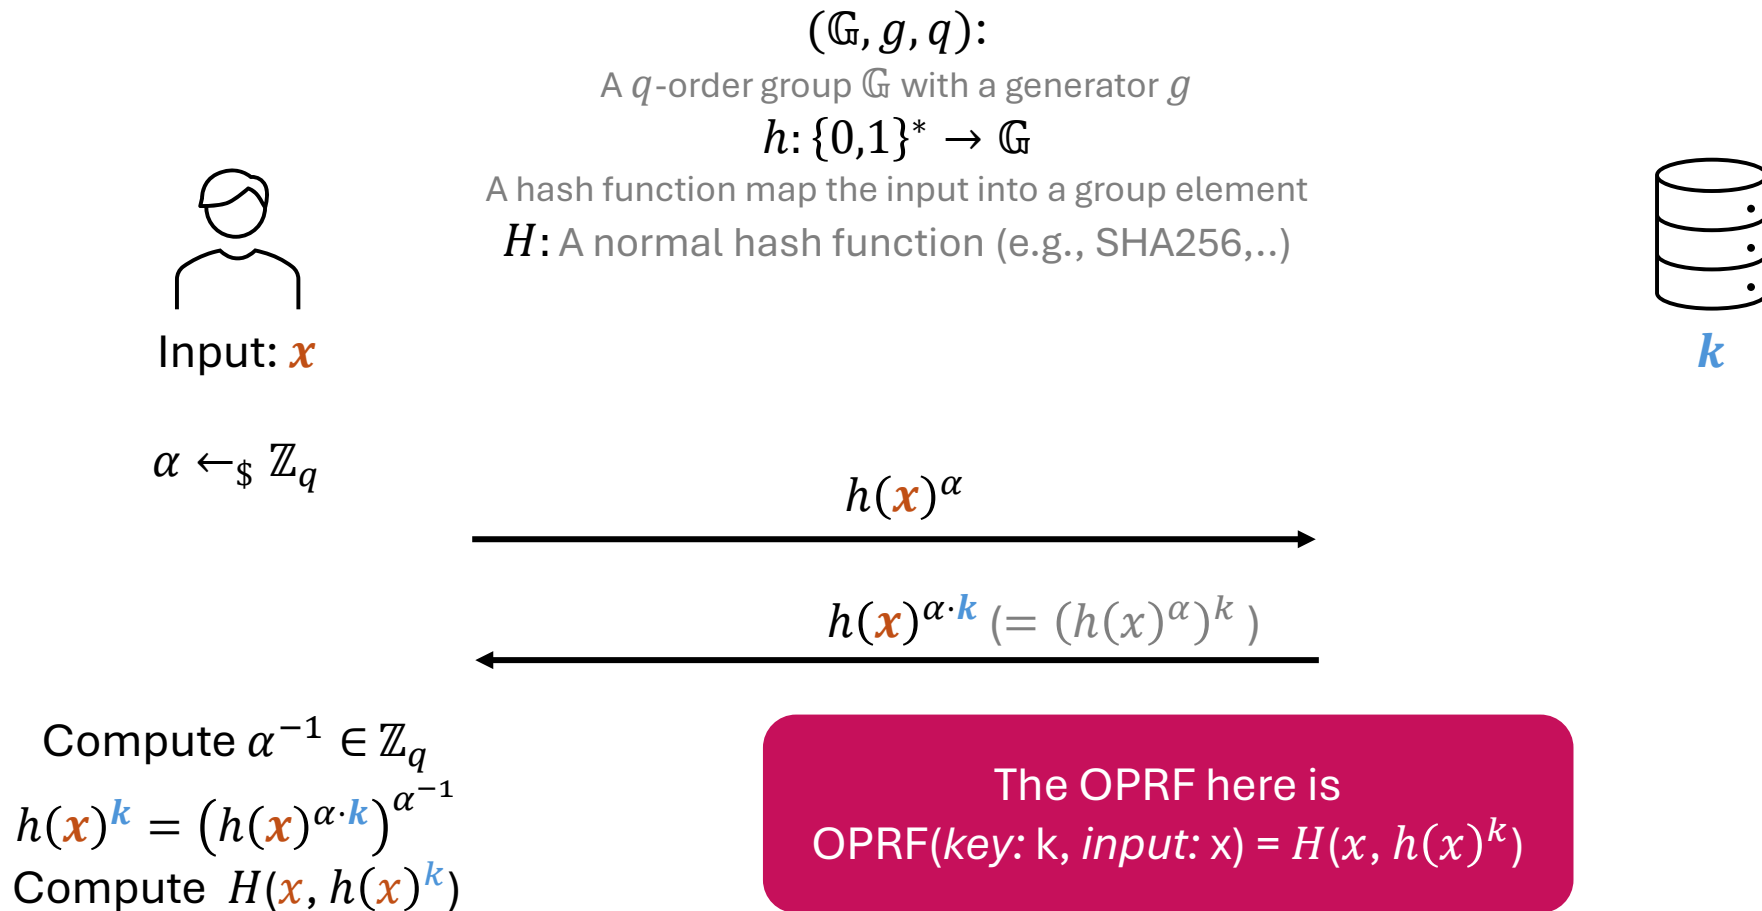 (𝔾, g, q):
A q-order group 𝔾 with a generator g
h: {0,1}* → 𝔾
A hash function map the input into a group element
H: A normal hash function (e.g., SHA256,..)
Input: x
k
α ←$ ℤq
h(x)^α
h(x)^{α·k} (= (h(x)^α)^k )
Compute α^{−1} ∈ ℤq
h(x)^k = (h(x)^{α·k})^{α^{−1}}
Compute H(x, h(x)^k)
The OPRF here is
OPRF(key: k, input: x) = H(x, h(x)^k)